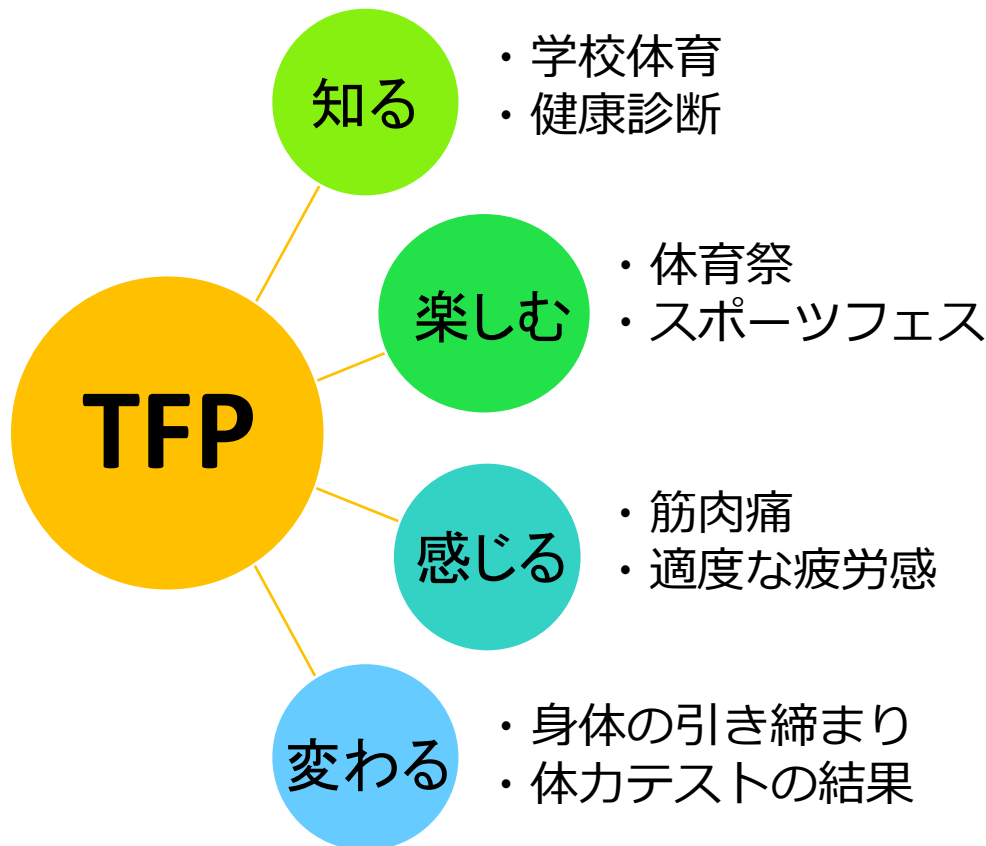 知る
・学校体育
・健康診断
楽しむ
・体育祭
・スポーツフェス
TFP
感じる
・筋肉痛
・適度な疲労感
変わる
・身体の引き締まり
・体力テストの結果